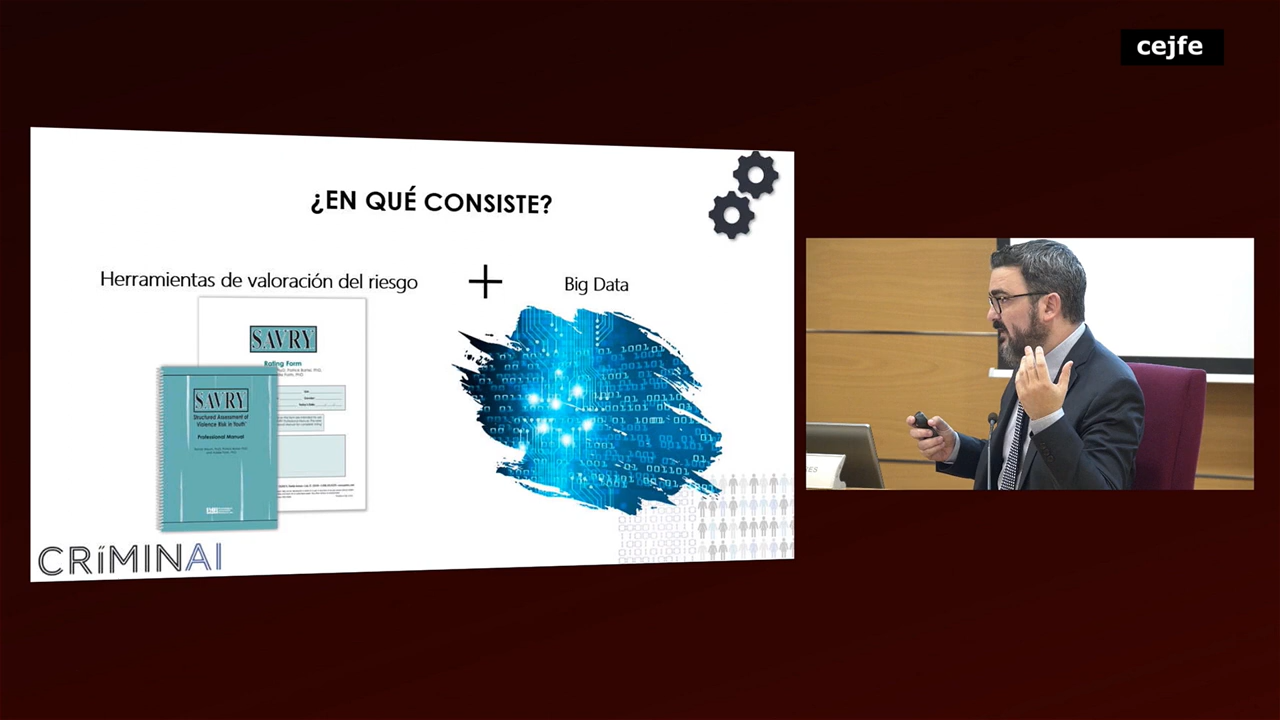 cejfe
¿EN QUÉ CONSISTE?
Herramientas de valoración del riesgo
+
Big Data
SAVRY
Rating Form
SAVRY
Structured Assessment of
Violence Risk in Youth
Professional Manual
CRíMINAI